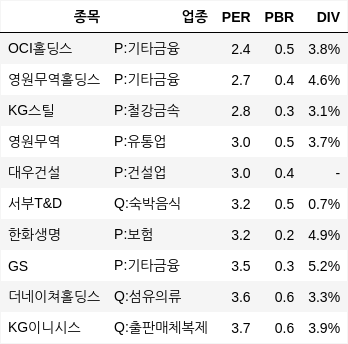 종목 업종 PER PBR DIV
OCI홀딩스 P:기타금융 2.4 0.5 3.8%
영원무역홀딩스 P:기타금융 2.7 0.4 4.6%
KG스틸 P:철강금속 2.8 0.3 3.1%
영원무역 P:유통업 3.0 0.5 3.7%
대우건설 P:건설업 3.0 0.4 -
서부T&D Q:숙박음식 3.2 0.5 0.7%
한화생명 P:보험 3.2 0.2 4.9%
GS P:기타금융 3.5 0.3 5.2%
더네이쳐홀딩스 Q:섬유의류 3.6 0.6 3.3%
KG이니시스 Q:출판매체복제 3.7 0.6 3.9%